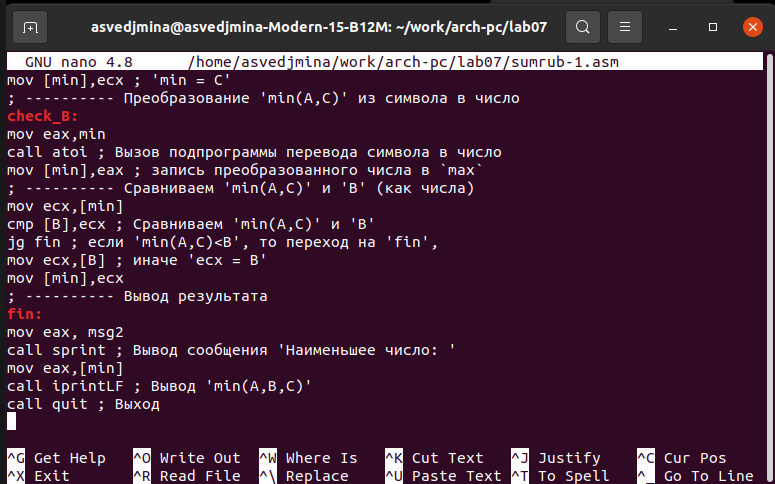 asvedjmina@asvedjmina-Modern-15-B12M: ~/work/arch-pc/lab07
GNU nano 4.8 /home/asvedjmina/work/arch-pc/lab07/sumrub-1.asm
mov [min],ecx ; 'min = C'
; ---------- Преобразование 'min(A,C)' из символа в число
check_B:
mov eax,min
call atoi ; Вызов подпрограммы перевода символа в число
mov [min],eax ; запись преобразованного числа в `max`
; ---------- Сравниваем 'min(A,C)' и 'B' (как числа)
mov ecx,[min]
cmp [B],ecx ; Сравниваем 'min(A,C)' и 'B'
jg fin ; если 'min(A,C)<B', то переход на 'fin',
mov ecx,[B] ; иначе 'ecx = B'
mov [min],ecx
; ---------- Вывод результата
fin:
mov eax, msg2
call sprint ; Вывод сообщения 'Наименьшее число: '
mov eax,[min]
call iprintLF ; Вывод 'min(A,B,C)'
call quit ; Выход
^G Get Help ^O Write Out ^W Where Is ^K Cut Text ^J Justify ^C Cur Pos
^X Exit ^R Read File ^\ Replace ^U Paste Text ^T To Spell ^_ Go To Line